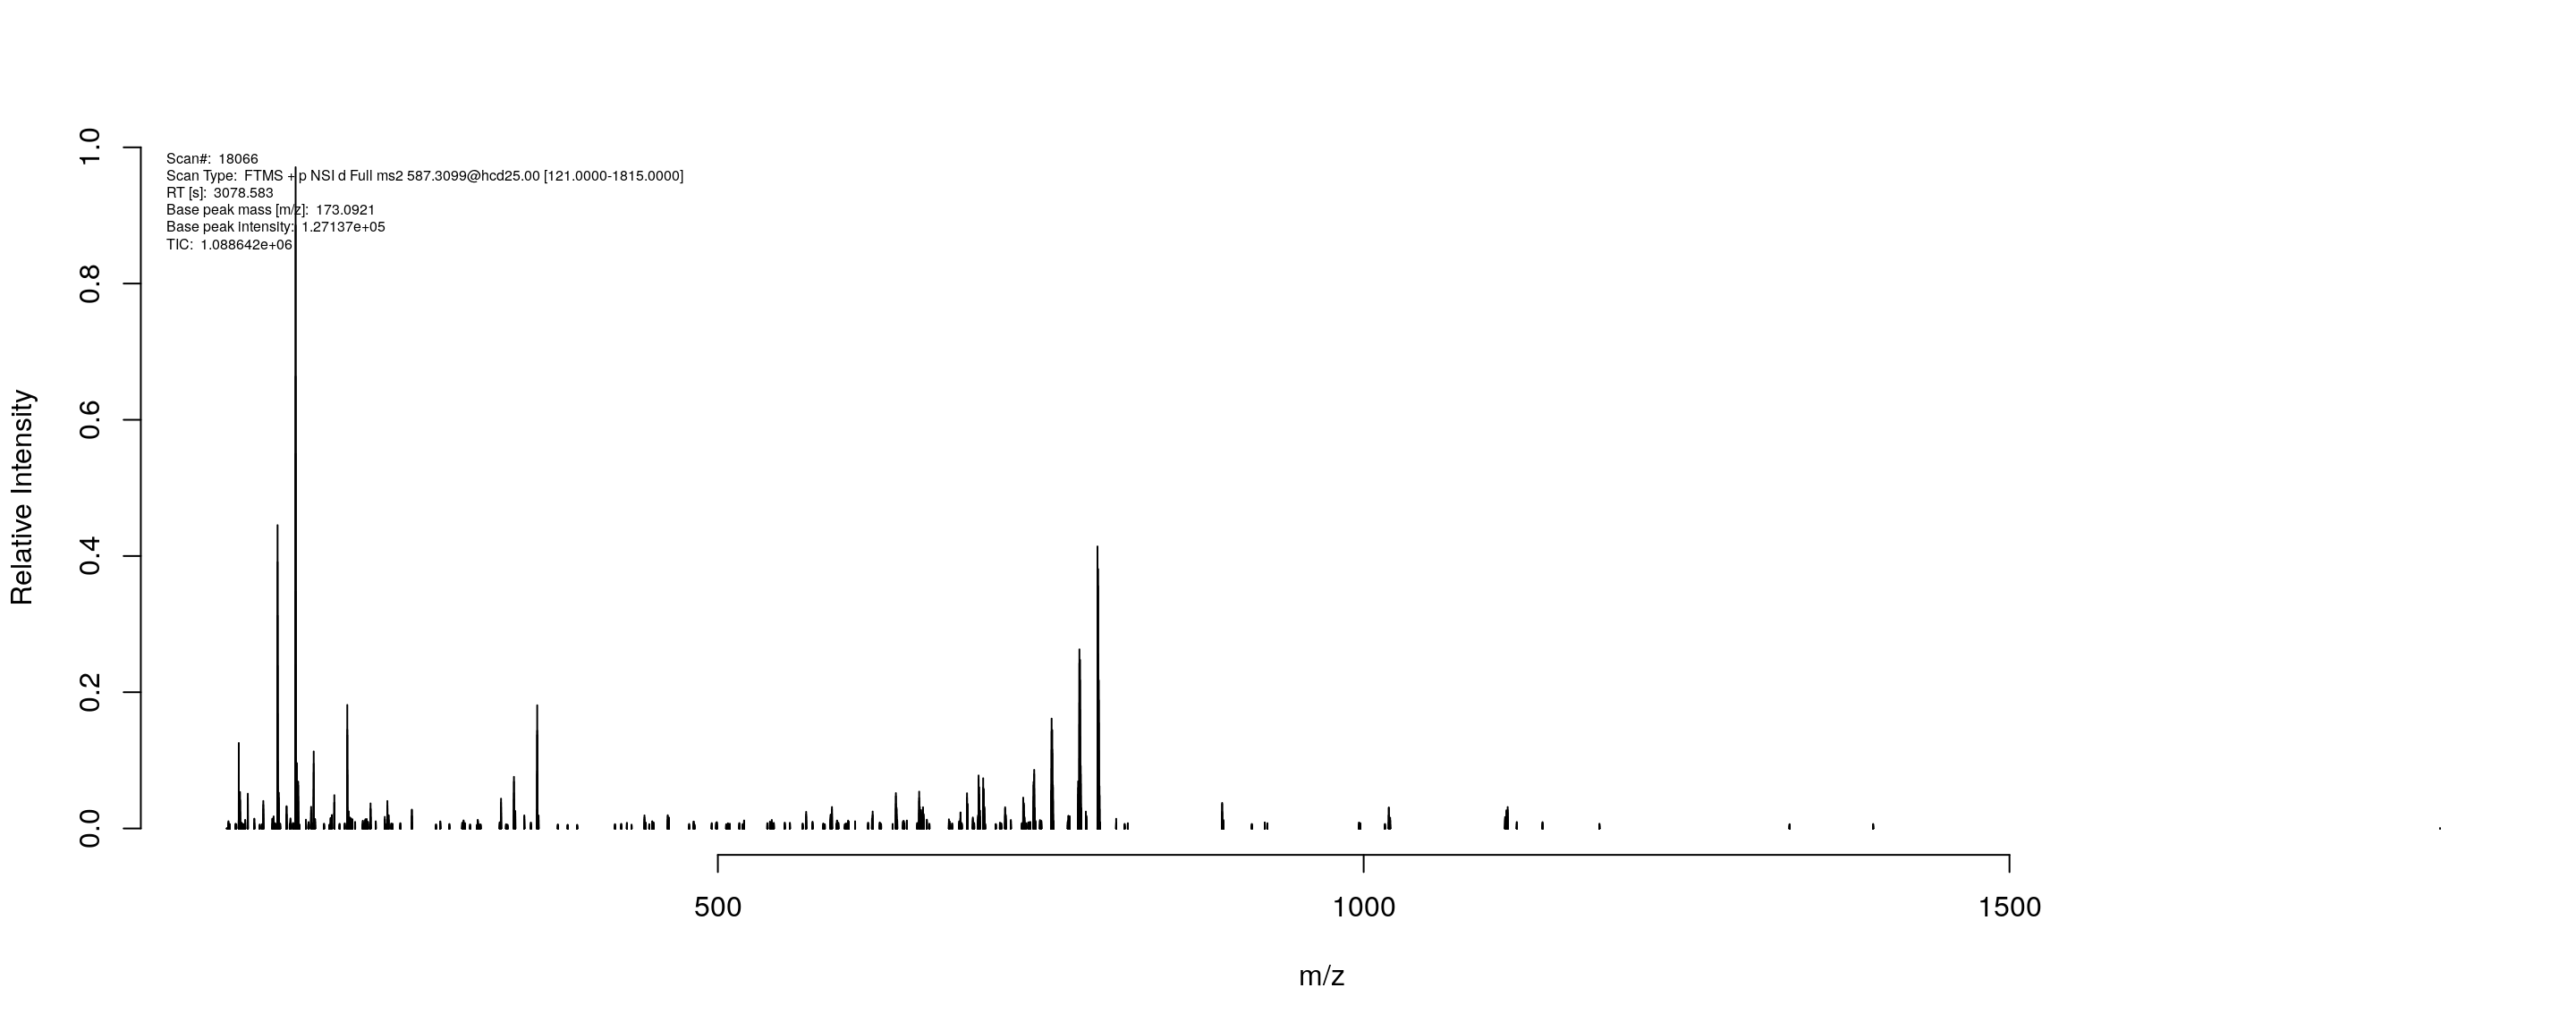 Scan#: 18066
Scan Type: FTMS + p NSI d Full ms2 587.3099@hcd25.00 [121.0000-1815.0000]
RT [s]: 3078.583
Base peak mass [m/z]: 173.0921
Base peak intensity: 1.27137e+05
TIC: 1.088642e+06
1.0
0.8
0.6
0.4
0.2
0.0
Relative Intensity
500
1000
1500
m/z